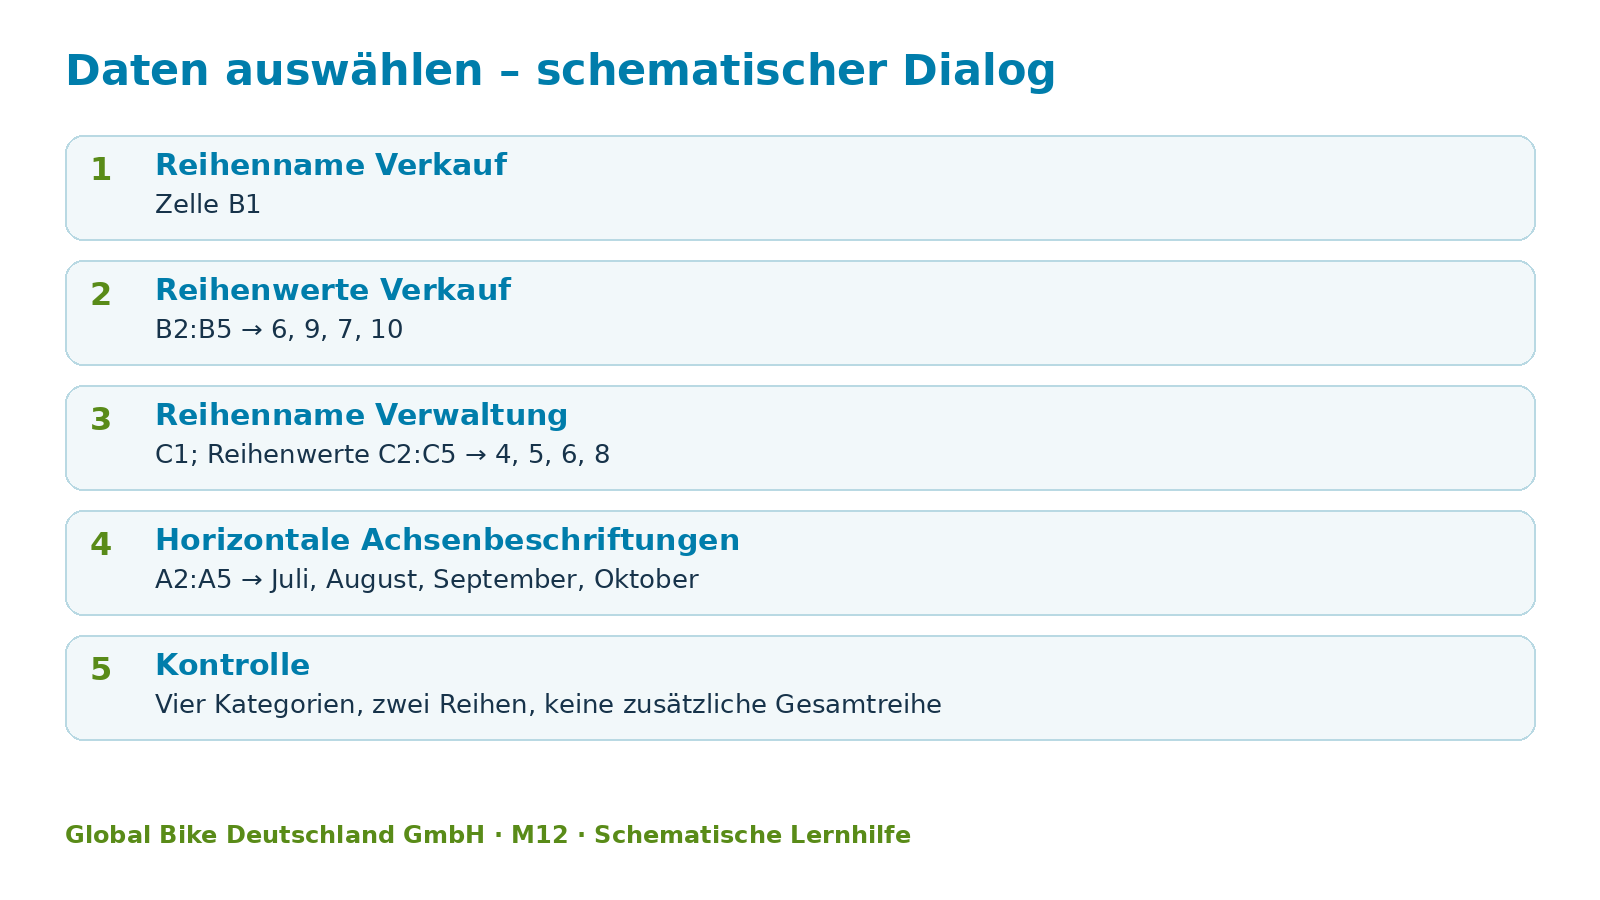 Daten auswählen – schematischer Dialog
1
Reihenname Verkauf
Zelle B1
2
Reihenwerte Verkauf
B2:B5 → 6, 9, 7, 10
3
Reihenname Verwaltung
C1; Reihenwerte C2:C5 → 4, 5, 6, 8
4
Horizontale Achsenbeschriftungen
A2:A5 → Juli, August, September, Oktober
5
Kontrolle
Vier Kategorien, zwei Reihen, keine zusätzliche Gesamtreihe
Global Bike Deutschland GmbH · M12 · Schematische Lernhilfe